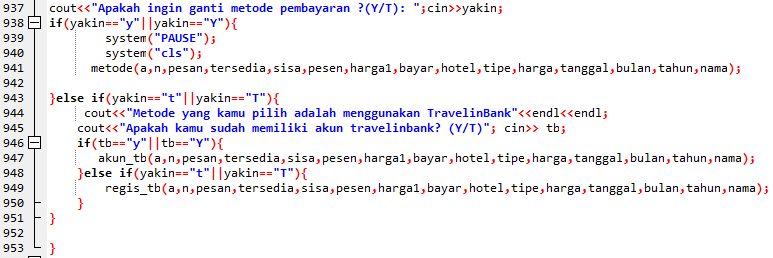 937 cout<<"Apakah ingin ganti metode pembayaran ?(Y/T): ";cin>>yakin;
938 if(yakin=="y"||yakin=="Y"){
939 system("PAUSE");
940 system("cls");
941 metode(a,n,pesan,tersedia,sisa,pesen,harga1,bayar,hotel,tipe,harga,tanggal,bulan,tahun,nama);
942
943 }else if(yakin=="t"||yakin=="T"){
944 cout<<"Metode yang kamu pilih adalah menggunakan TravelinBank"<<endl<<endl;
945 cout<<"Apakah kamu sudah memiliki akun travelinbank? (Y/T)"; cin>> tb;
946 if(tb=="y"||tb=="Y"){
947 akun_tb(a,n,pesan,tersedia,sisa,pesen,harga1,bayar,hotel,tipe,harga,tanggal,bulan,tahun,nama);
948 }else if(yakin=="t"||yakin=="T"){
949 regis_tb(a,n,pesan,tersedia,sisa,pesen,harga1,bayar,hotel,tipe,harga,tanggal,bulan,tahun,nama);
950 }
951 }
952
953 }